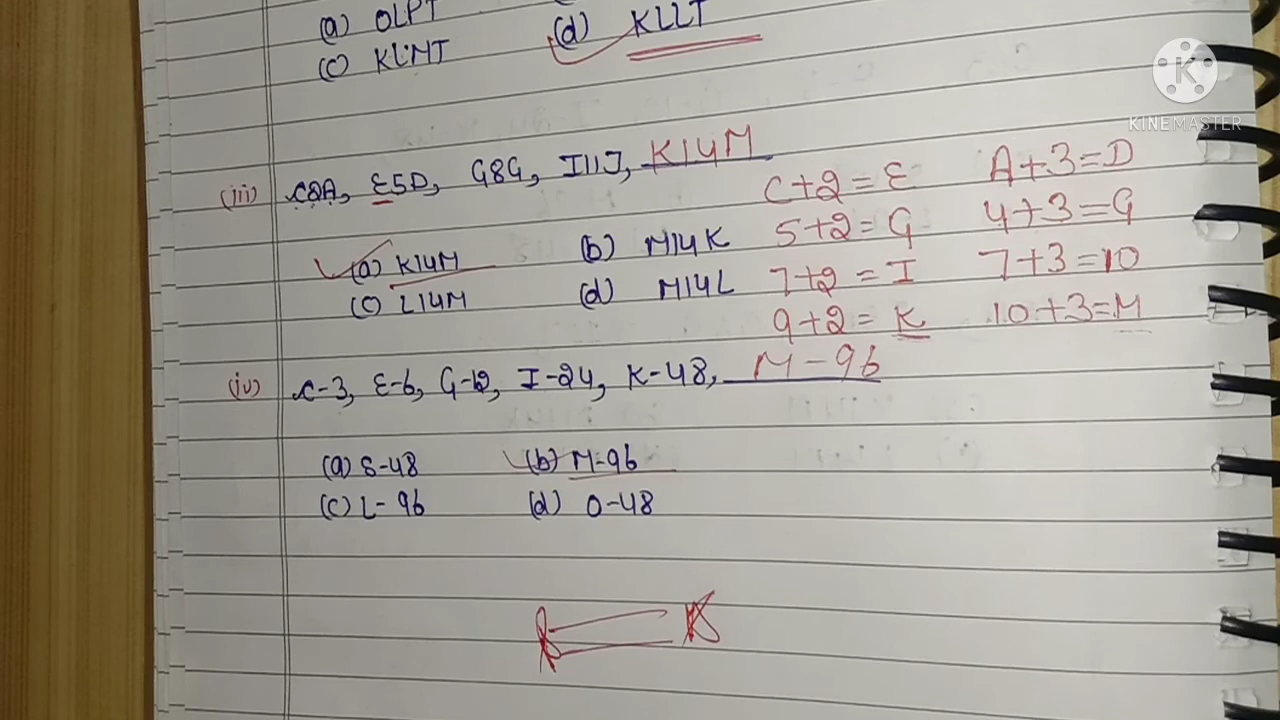 (a) OLPT (d) KLLT
(c) KLMT
KINEMASTER
(iii) C2A, E5D, G8G, I11J, K14M
C+2=E A+3=D
5+2=G 4+3=G
(a) K14M (b) M14K
7+2=I 7+3=10
(c) L14M (d) M14L
9+2=K 10+3=M
(iv) C-3, E-6, G-12, I-24, K-48, M-96
(a) S-48 (b) M-96
(c) L-96 (d) O-48